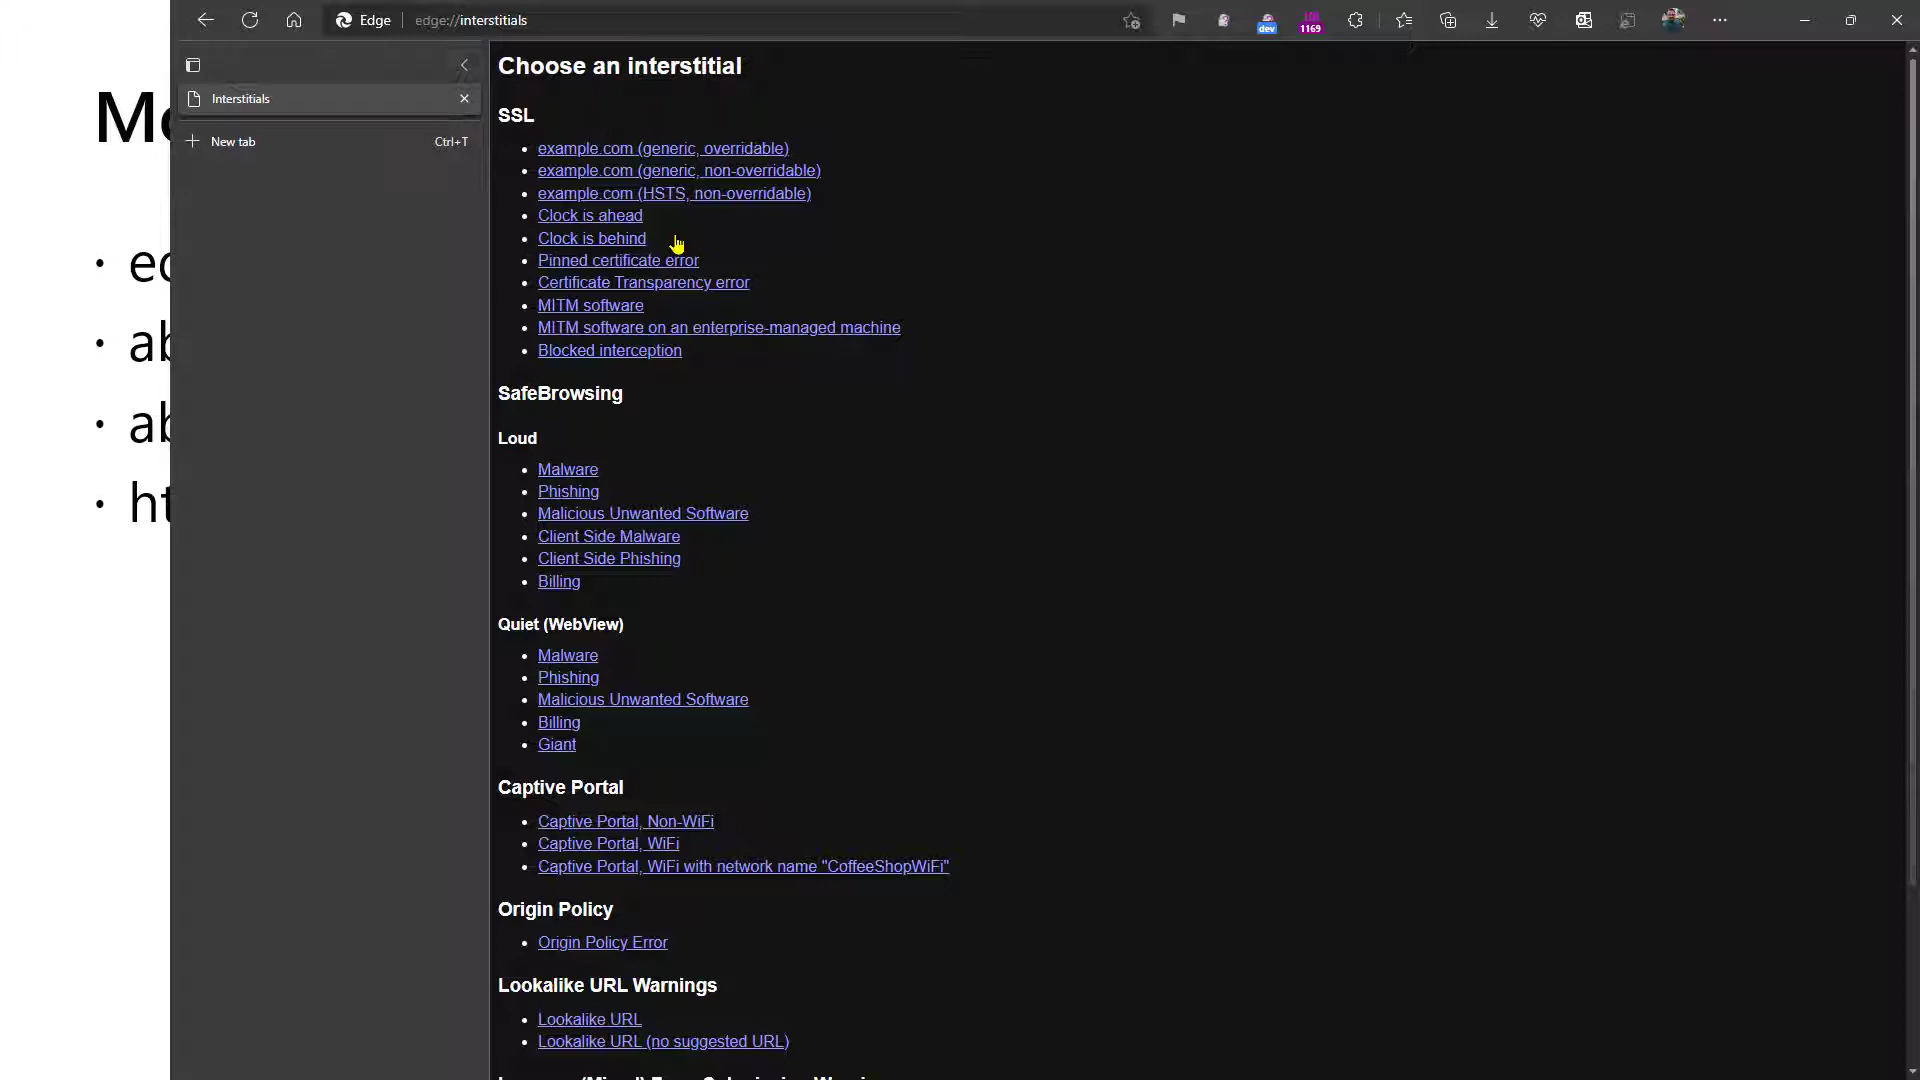 Edge
edge://interstitials
dev
1169
Interstitials
New tab
Ctrl+T
Choose an interstitial
SSL
• example.com (generic, overridable)
• example.com (generic, non-overridable)
• example.com (HSTS, non-overridable)
• Clock is ahead
• Clock is behind
• Pinned certificate error
• Certificate Transparency error
• MITM software
• MITM software on an enterprise-managed machine
• Blocked interception
SafeBrowsing
Loud
• Malware
• Phishing
• Malicious Unwanted Software
• Client Side Malware
• Client Side Phishing
• Billing
Quiet (WebView)
• Malware
• Phishing
• Malicious Unwanted Software
• Billing
• Giant
Captive Portal
• Captive Portal, Non-WiFi
• Captive Portal, WiFi
• Captive Portal, WiFi with network name "CoffeeShopWiFi"
Origin Policy
• Origin Policy Error
Lookalike URL Warnings
• Lookalike URL
• Lookalike URL (no suggested URL)